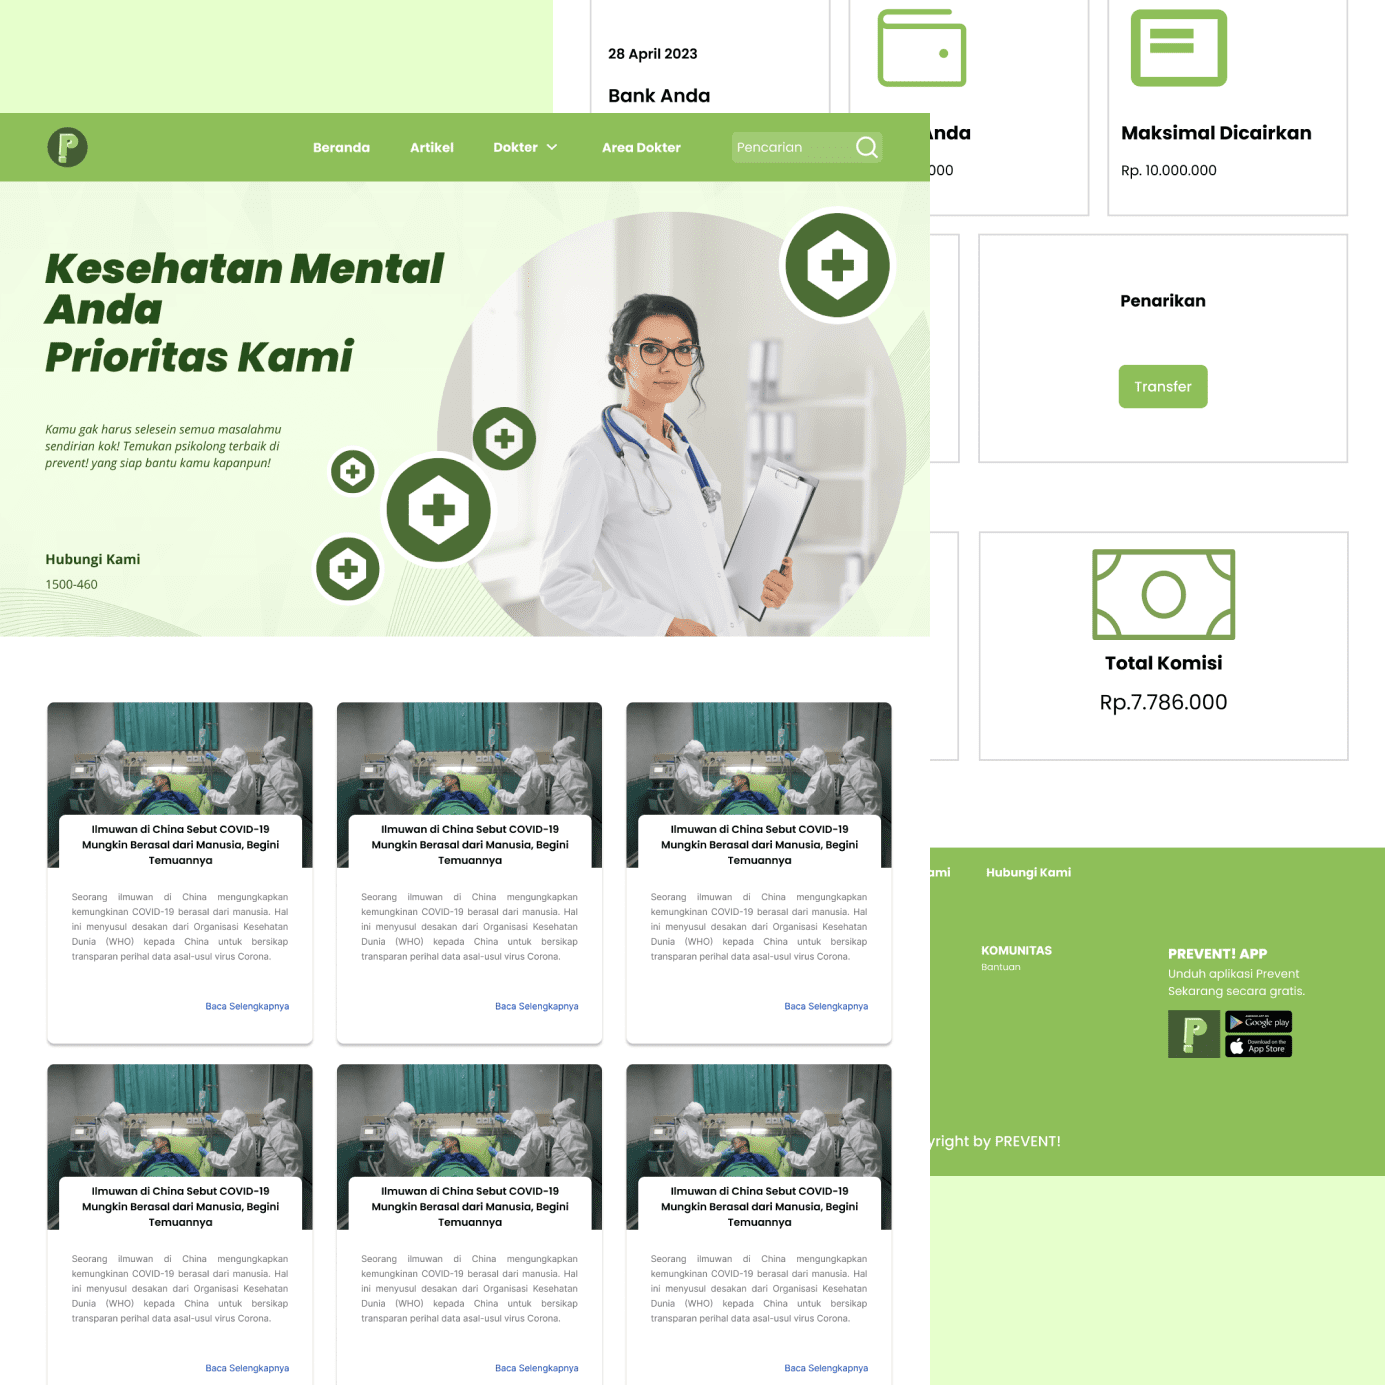 28 April 2023
Bank Anda
Anda
000
Maksimal Dicairkan
Rp. 10.000.000
P
Beranda
Artikel
Dokter
Area Dokter
Pencarian
Kesehatan Mental
Anda
Prioritas Kami
Kamu gak harus selesein semua masalahmu
sendirian kok! Temukan psikolong terbaik di
prevent! yang siap bantu kamu kapanpun!
Hubungi Kami
1500-460
Penarikan
Transfer
Total Komisi
Rp.7.786.000
Ilmuwan di China Sebut COVID-19
Mungkin Berasal dari Manusia, Begini
Temuannya
Seorang ilmuwan di China mengungkapkan
kemungkinan COVID-19 berasal dari manusia. Hal
ini menyusul desakan dari Organisasi Kesehatan
Dunia (WHO) kepada China untuk bersikap
transparan perihal data asal-usul virus Corona.
Baca Selengkapnya
Ilmuwan di China Sebut COVID-19
Mungkin Berasal dari Manusia, Begini
Temuannya
Seorang ilmuwan di China mengungkapkan
kemungkinan COVID-19 berasal dari manusia. Hal
ini menyusul desakan dari Organisasi Kesehatan
Dunia (WHO) kepada China untuk bersikap
transparan perihal data asal-usul virus Corona.
Baca Selengkapnya
Ilmuwan di China Sebut COVID-19
Mungkin Berasal dari Manusia, Begini
Temuannya
Seorang ilmuwan di China mengungkapkan
kemungkinan COVID-19 berasal dari manusia. Hal
ini menyusul desakan dari Organisasi Kesehatan
Dunia (WHO) kepada China untuk bersikap
transparan perihal data asal-usul virus Corona.
Baca Selengkapnya
Ilmuwan di China Sebut COVID-19
Mungkin Berasal dari Manusia, Begini
Temuannya
Seorang ilmuwan di China mengungkapkan
kemungkinan COVID-19 berasal dari manusia. Hal
ini menyusul desakan dari Organisasi Kesehatan
Dunia (WHO) kepada China untuk bersikap
transparan perihal data asal-usul virus Corona.
Baca Selengkapnya
Ilmuwan di China Sebut COVID-19
Mungkin Berasal dari Manusia, Begini
Temuannya
Seorang ilmuwan di China mengungkapkan
kemungkinan COVID-19 berasal dari manusia. Hal
ini menyusul desakan dari Organisasi Kesehatan
Dunia (WHO) kepada China untuk bersikap
transparan perihal data asal-usul virus Corona.
Baca Selengkapnya
Ilmuwan di China Sebut COVID-19
Mungkin Berasal dari Manusia, Begini
Temuannya
Seorang ilmuwan di China mengungkapkan
kemungkinan COVID-19 berasal dari manusia. Hal
ini menyusul desakan dari Organisasi Kesehatan
Dunia (WHO) kepada China untuk bersikap
transparan perihal data asal-usul virus Corona.
Baca Selengkapnya
ami
Hubungi Kami
KOMUNITAS
Bantuan
PREVENT! APP
Unduh aplikasi Prevent
Sekarang secara gratis.
P
Google play
Download on the
App Store
yright by PREVENT!